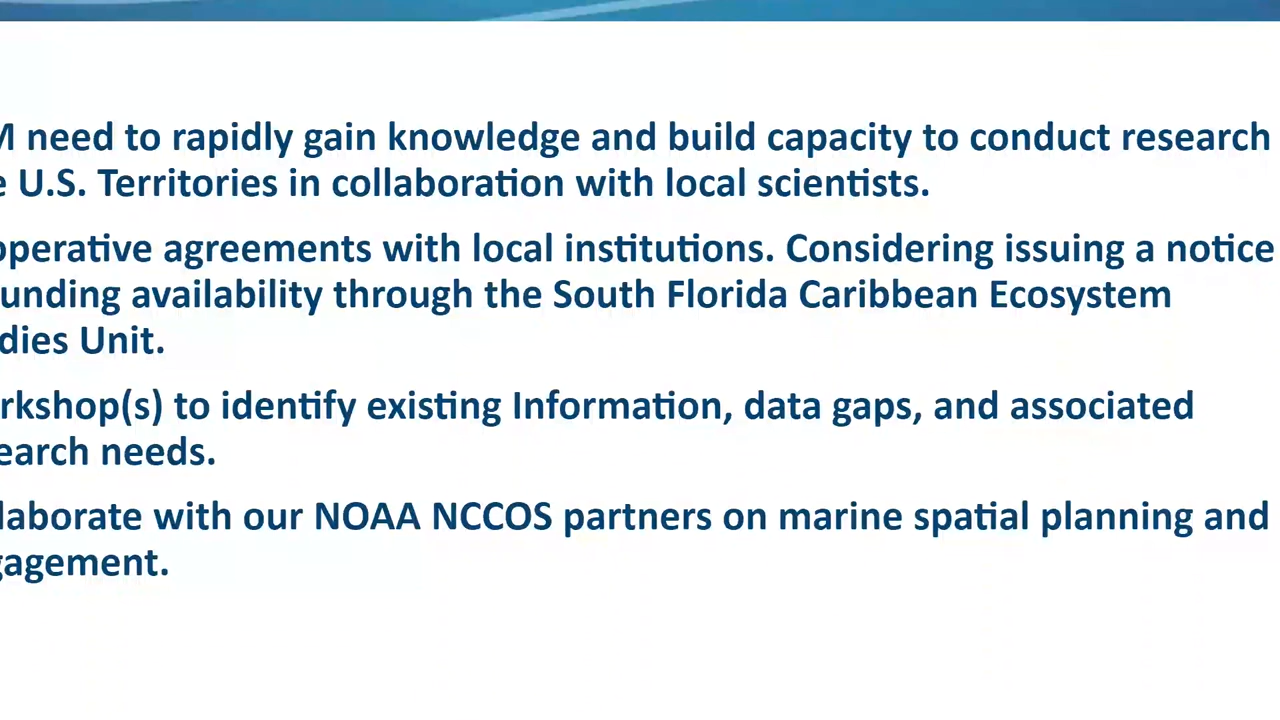 M need to rapidly gain knowledge and build capacity to conduct research
e U.S. Territories in collaboration with local scientists.
operative agreements with local institutions. Considering issuing a notice
unding availability through the South Florida Caribbean Ecosystem
dies Unit.
rkshop(s) to identify existing Information, data gaps, and associated
earch needs.
laborate with our NOAA NCCOS partners on marine spatial planning and
gagement.